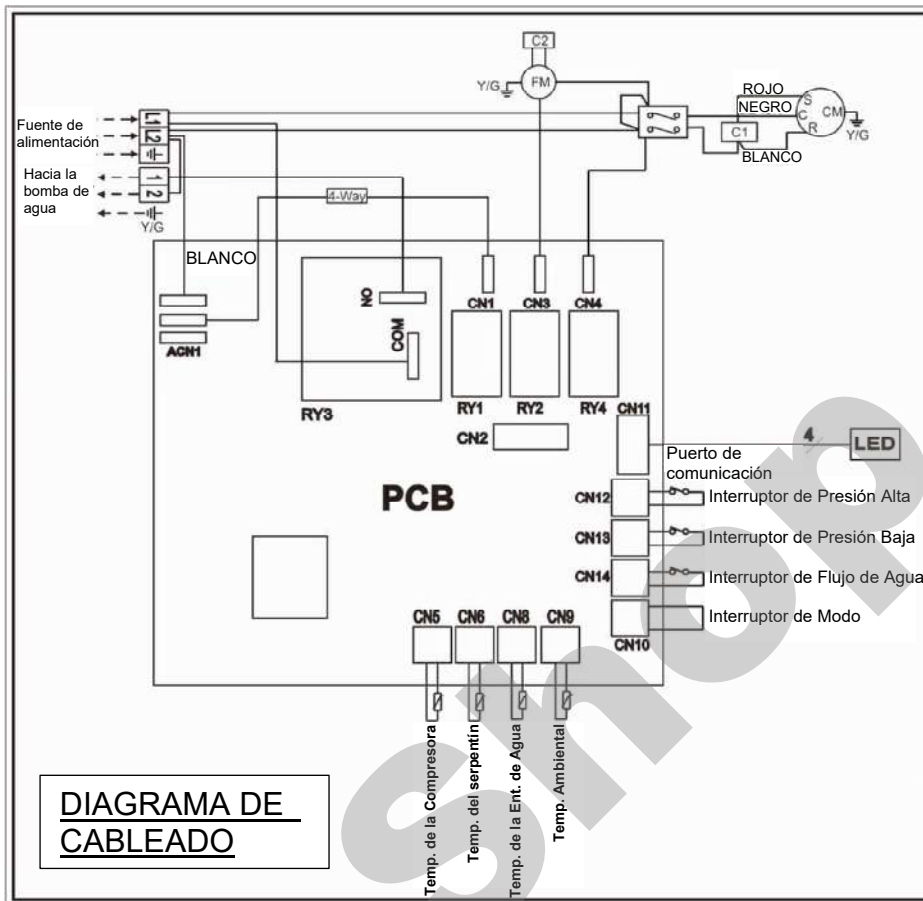 C2
FM
Y/G
ROJO
NEGRO
S
C
R
CM
C1
Y/G
BLANCO
Fuente de
alimentación
L1
L2
Hacia la
bomba de
agua
1
2
Y/G
4-Way
BLANCO
ACN1
NO
COM
RY3
CN1
CN3
CN4
RY1
RY2
RY4
CN2
CN11
4
LED
Puerto de
comunicación
PCB
CN12
Interruptor de Presión Alta
CN13
Interruptor de Presión Baja
CN14
Interruptor de Flujo de Agua
Interruptor de Modo
CN10
CN5
CN6
CN8
CN9
Temp. de la Compresora
Temp. del serpentín
Temp. de la Ent. de Agua
Temp. Ambiental
DIAGRAMA DE
CABLEADO
shop